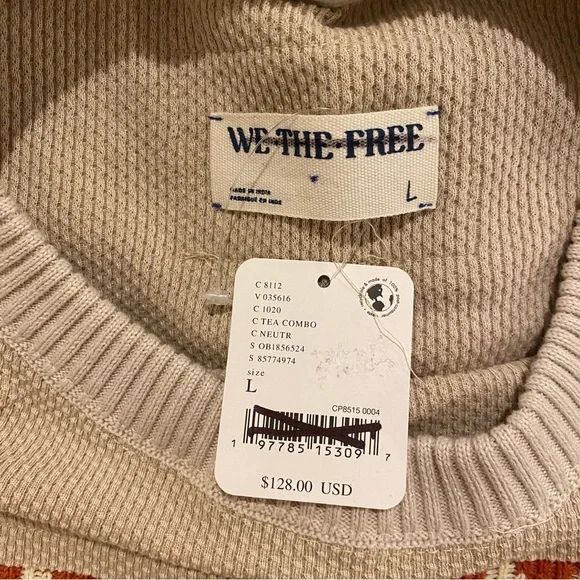 WE·THE·FREE
MADE IN INDIA
FABRIQUÉ EN INDE
L
C 8112
V 035616
C 1020
C TEA COMBO
C NEUTR
S OB1856524
S 85774974
size
L
CP8515 0004
1 97785 15309 7
$128.00 USD